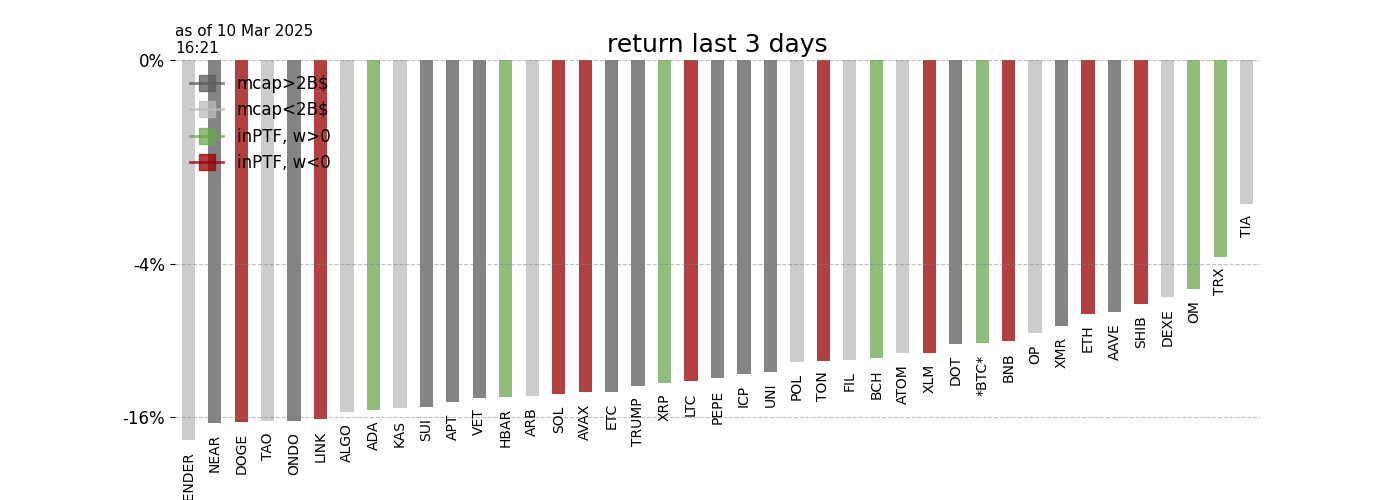 as of 10 Mar 2025
16:21
return last 3 days
0%
-4%
-16%
mcap>2B$
mcap<2B$
inPTF, w>0
inPTF, w<0
ENDER
NEAR
DOGE
TAO
ONDO
LINK
ALGO
ADA
KAS
SUI
APT
VET
HBAR
ARB
SOL
AVAX
ETC
TRUMP
XRP
LTC
PEPE
ICP
UNI
POL
TON
FIL
BCH
ATOM
XLM
DOT
*BTC*
BNB
OP
XMR
ETH
AAVE
SHIB
DEXE
OM
TRX
TIA